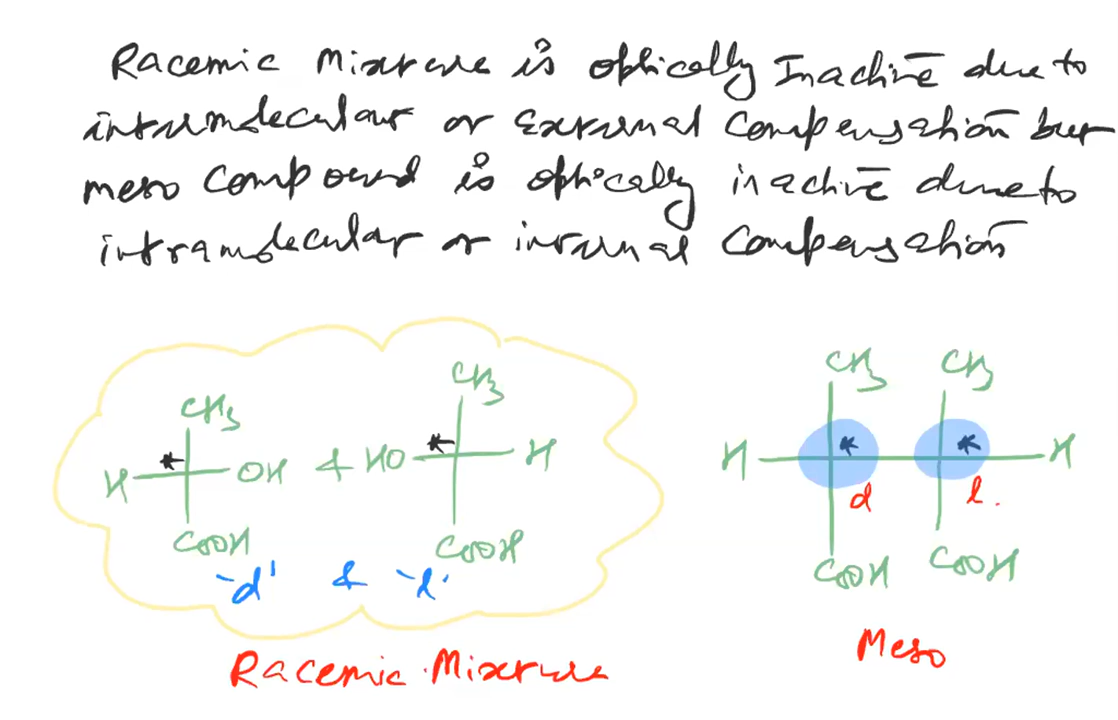 Racemic Mixture is optically Inactive due to
intermolecular or External compensation but
meso compound is optically inactive due to
intramolecular or internal compensation
CH3 CH3 CH3 CH3
* * * *
H OH & HO H H H
d l.
COOH COOH COOH COOH
'd' & 'l'
Racemic Mixture Meso